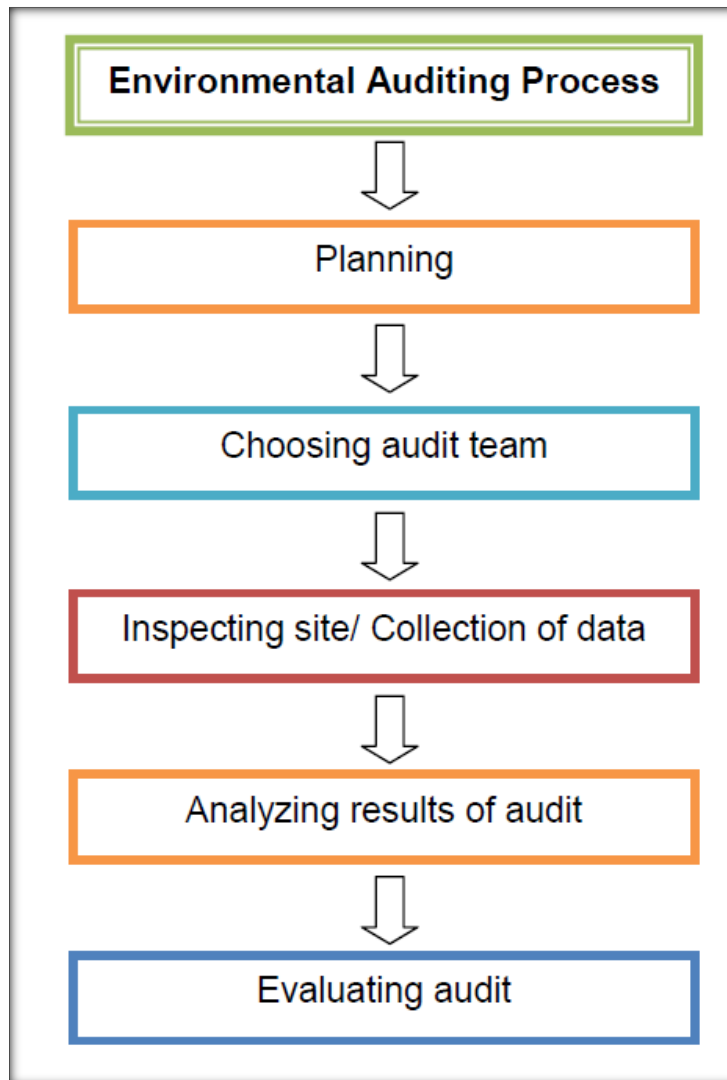 Environmental Auditing Process
Planning
Choosing audit team
Inspecting site/ Collection of data
Analyzing results of audit
Evaluating audit